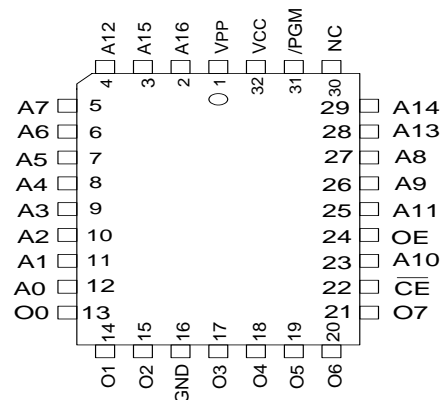 A12 A15 A16 VPP VCC /PGM NC
4 3 2 1 32 31 30
A7 5 29 A14
A6 6 28 A13
A5 7 27 A8
A4 8 26 A9
A3 9 25 A11
A2 10 24 OE
A1 11 23 A10
A0 12 22 CE
O0 13 21 O7
14 15 16 17 18 19 20
O1 O2 GND O3 O4 O5 O6